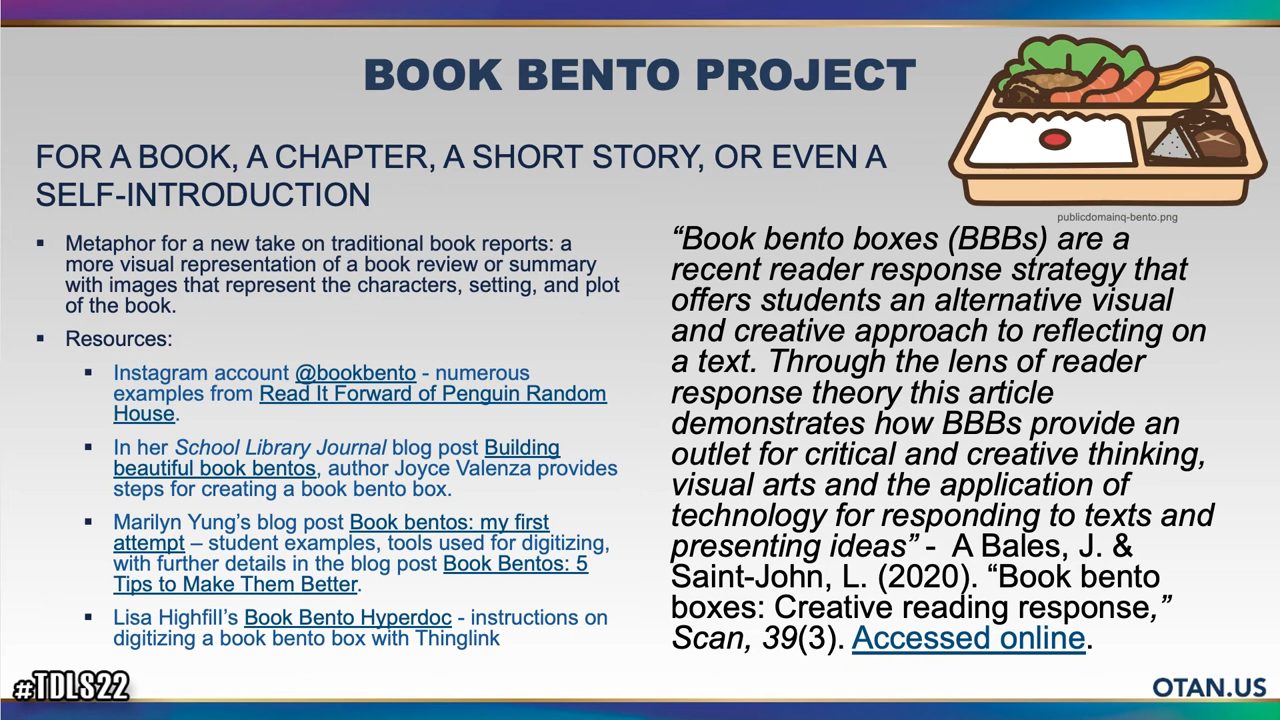 BOOK BENTO PROJECT
FOR A BOOK, A CHAPTER, A SHORT STORY, OR EVEN A
SELF-INTRODUCTION
▪ Metaphor for a new take on traditional book reports: a
more visual representation of a book review or summary
with images that represent the characters, setting, and plot
of the book.
▪ Resources:
▪ Instagram account @bookbento - numerous
examples from Read It Forward of Penguin Random
House.
▪ In her School Library Journal blog post Building
beautiful book bentos, author Joyce Valenza provides
steps for creating a book bento box.
▪ Marilyn Yung’s blog post Book bentos: my first
attempt – student examples, tools used for digitizing,
with further details in the blog post Book Bentos: 5
Tips to Make Them Better.
▪ Lisa Highfill’s Book Bento Hyperdoc - instructions on
digitizing a book bento box with Thinglink
publicdomainq-bento.png
“Book bento boxes (BBBs) are a
recent reader response strategy that
offers students an alternative visual
and creative approach to reflecting on
a text. Through the lens of reader
response theory this article
demonstrates how BBBs provide an
outlet for critical and creative thinking,
visual arts and the application of
technology for responding to texts and
presenting ideas” - A Bales, J. &
Saint-John, L. (2020). “Book bento
boxes: Creative reading response,”
Scan, 39(3). Accessed online.
#TDLS22
OTAN.US